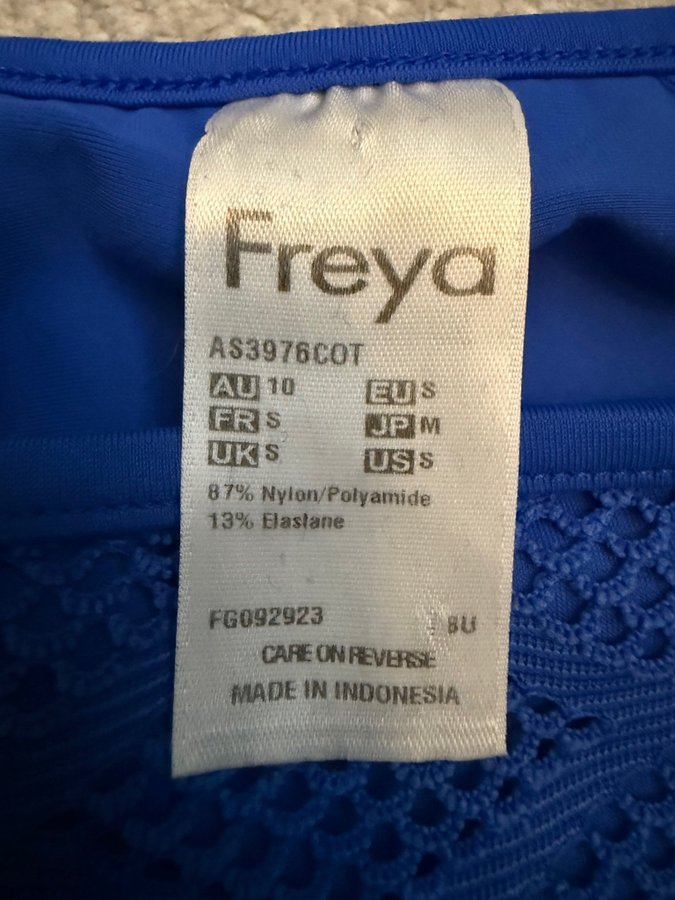 Freya
AS3976COT
AU 10 EU S
FR S JP M
UK S US S
87% Nylon/Polyamide
13% Elastane
FG092923 8U
CARE ON REVERSE
MADE IN INDONESIA